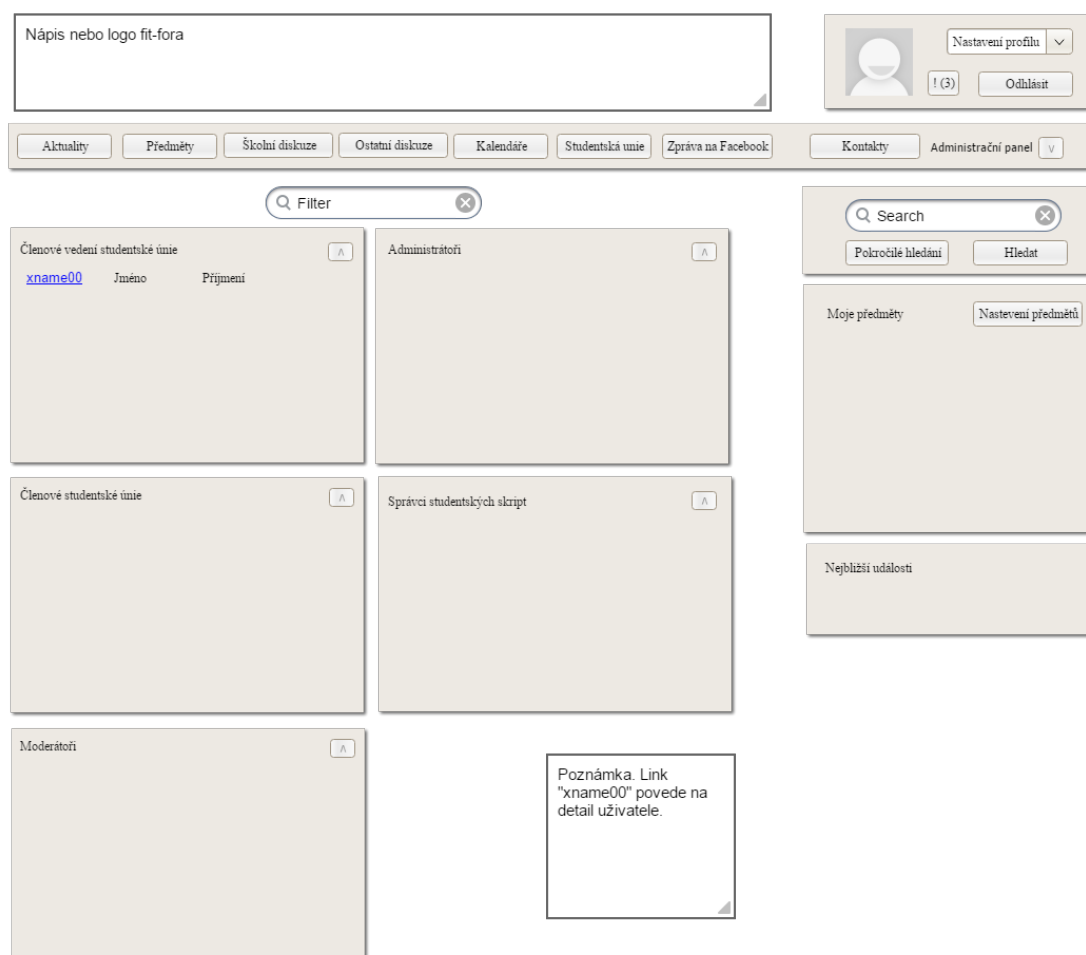 Nápis nebo logo fit-fora
Nastavení profilu
! (3)
Odhlásit
Aktuality
Předměty
Školní diskuze
Ostatní diskuze
Kalendáře
Studentská unie
Zpráva na Facebook
Kontakty
Administrační panel
Filter
Search
Pokročilé hledání
Hledat
Členové vedení studentské únie
xname00
Jméno
Příjmení
Administrátoři
Moje předměty
Nastevení předmětů
Členové studentské únie
Správci studentských skript
Nejbližší události
Moderátoři
Poznámka. Link
"xname00" povede na
detail uživatele.